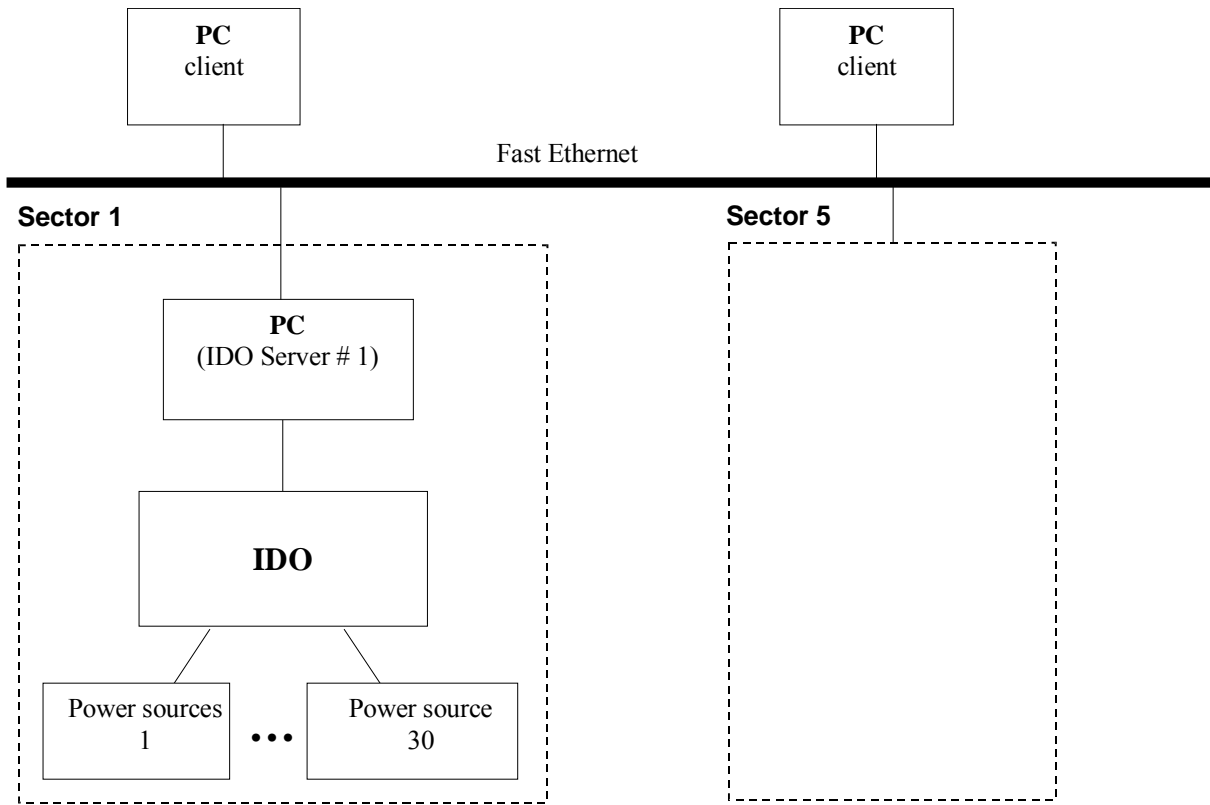 PC
client
PC
client
Fast Ethernet
Sector 1
Sector 5
PC
(IDO Server # 1)
IDO
Power sources
1
•••
Power source
30